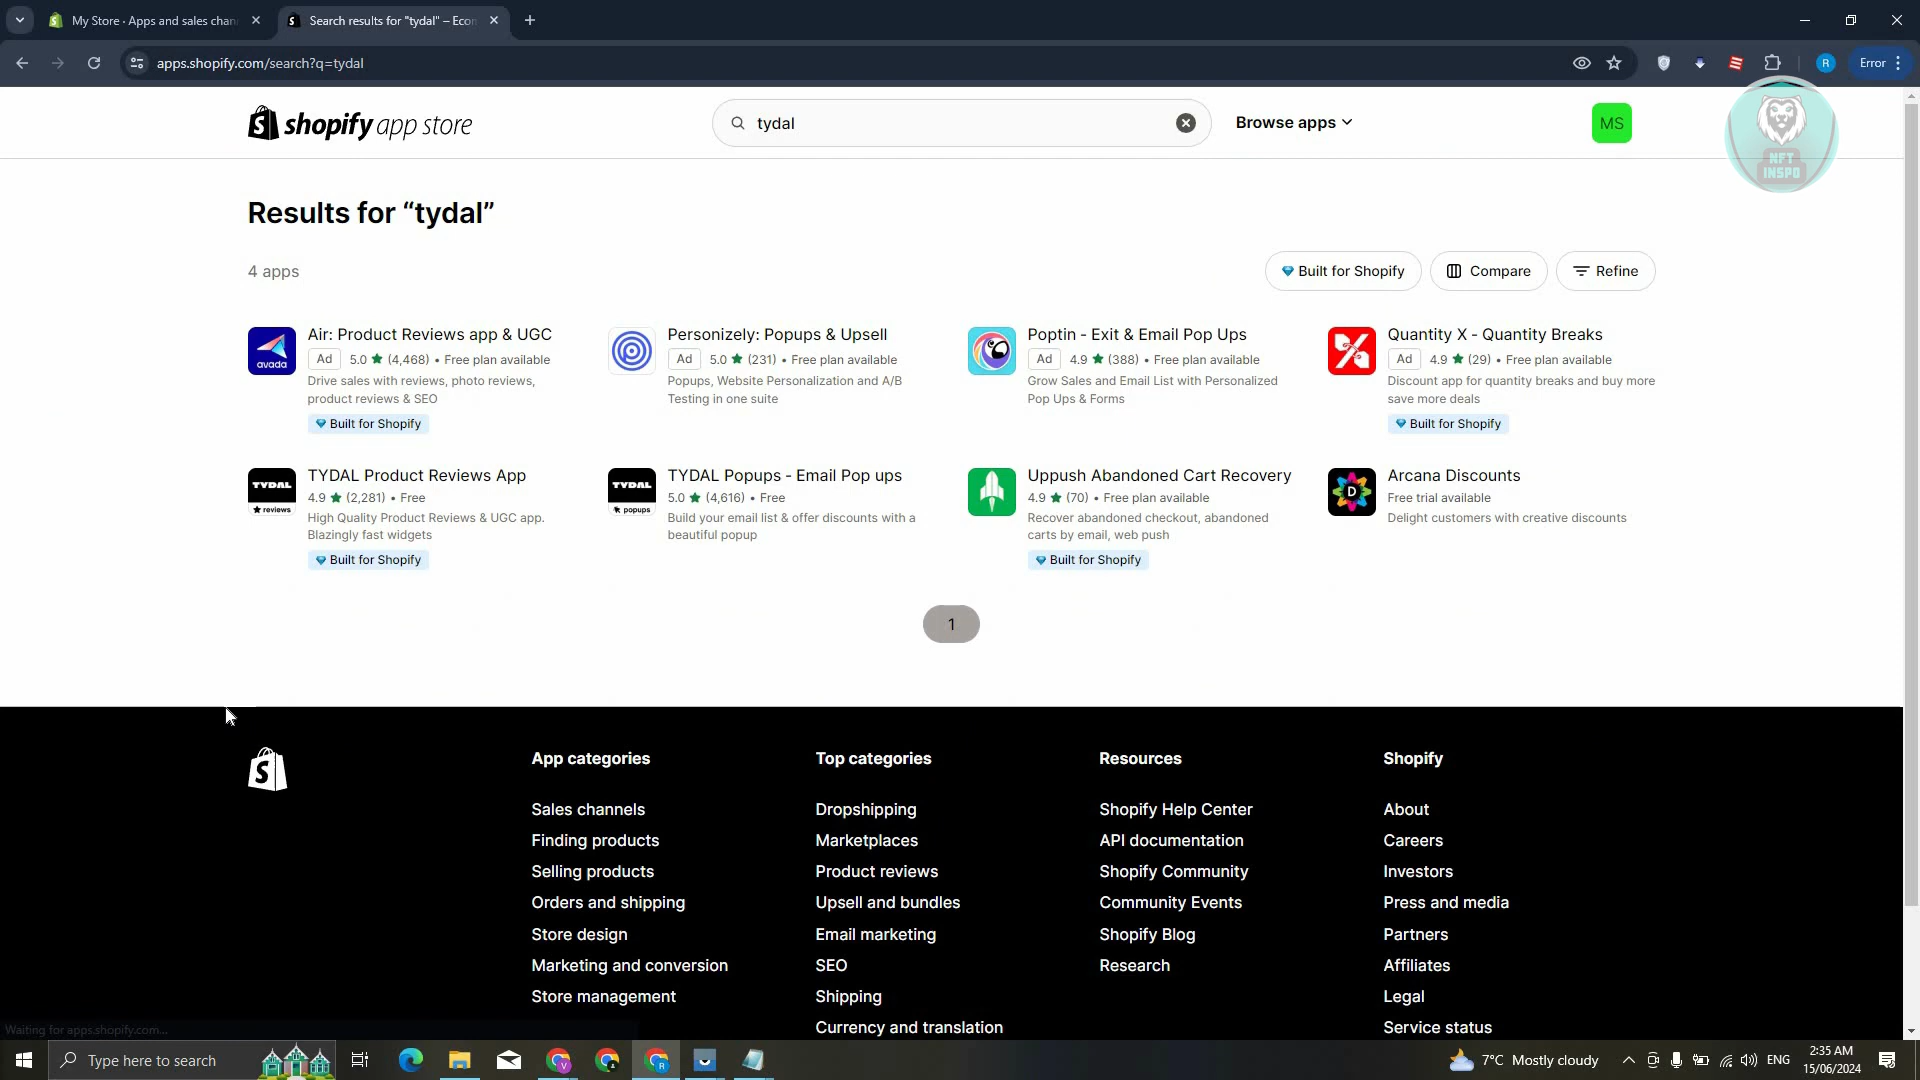 My Store · Apps and sales chan
Search results for "tydal" – Ecom
apps.shopify.com/search?q=tydal
R
Error
shopify app store
tydal
Browse apps
MS
NFT
INSPO
Results for “tydal”
4 apps
Built for Shopify
Compare
Refine
avada
Air: Product Reviews app & UGC
Ad 5.0 ★ (4,468) • Free plan available
Drive sales with reviews, photo reviews,
product reviews & SEO
Built for Shopify
Personizely: Popups & Upsell
Ad 5.0 ★ (231) • Free plan available
Popups, Website Personalization and A/B
Testing in one suite
Poptin ‑ Exit & Email Pop Ups
Ad 4.9 ★ (388) • Free plan available
Grow Sales and Email List with Personalized
Pop Ups & Forms
Quantity X ‑ Quantity Breaks
Ad 4.9 ★ (29) • Free plan available
Discount app for quantity breaks and buy more
save more deals
Built for Shopify
TYDAL
★ reviews
TYDAL Product Reviews App
4.9 ★ (2,281) • Free
High Quality Product Reviews & UGC app.
Blazingly fast widgets
Built for Shopify
TYDAL
popups
TYDAL Popups ‑ Email Pop ups
5.0 ★ (4,616) • Free
Build your email list & offer discounts with a
beautiful popup
Uppush Abandoned Cart Recovery
4.9 ★ (70) • Free plan available
Recover abandoned checkout, abandoned
carts by email, web push
Built for Shopify
D
Arcana Discounts
Free trial available
Delight customers with creative discounts
1
App categories
Sales channels
Finding products
Selling products
Orders and shipping
Store design
Marketing and conversion
Store management
Top categories
Dropshipping
Marketplaces
Product reviews
Upsell and bundles
Email marketing
SEO
Shipping
Currency and translation
Resources
Shopify Help Center
API documentation
Shopify Community
Community Events
Shopify Blog
Research
Shopify
About
Careers
Investors
Press and media
Partners
Affiliates
Legal
Service status
Waiting for apps.shopify.com...
Type here to search
7°C Mostly cloudy
ENG
2:35 AM
15/06/2024